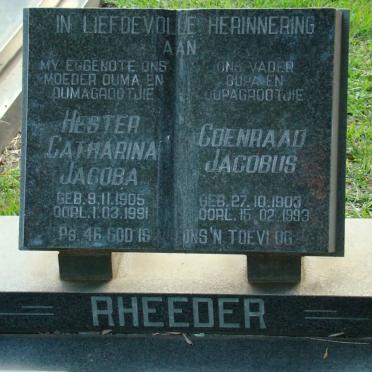 IN LIEFDEVOLLE HERINNERING
AAN
MY EGGENOTE ONS
MOEDER OUMA EN
OUMAGROOTJIE
HESTER
CATHARINA
JACOBA
GEB. 9.11.1905
OORL. 1.03.1991
ONS VADER
OUPA EN
OUPAGROOTJIE
COENRAAD
JACOBUS
GEB. 27.10.1903
OORL. 15.02.1993
PS. 46 GOD IS ONS 'N TOEVLUG
RHEEDER